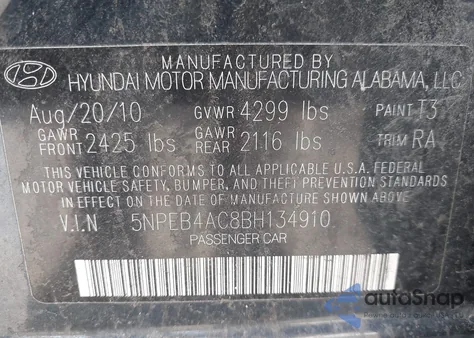 MANUFACTURED BY
HYUNDAI MOTOR MANUFACTURING ALABAMA, LLC
Aug/20/10 GVWR 4299 lbs PAINT T3
GAWR FRONT 2425 lbs GAWR REAR 2116 lbs TRIM RA
THIS VEHICLE CONFORMS TO ALL APPLICABLE U.S.A. FEDERAL
MOTOR VEHICLE SAFETY, BUMPER, AND THEFT PREVENTION
STANDARDS IN EFFECT ON THE DATE OF MANUFACTURE SHOWN ABOVE
V.I.N 5NPEB4AC8BH134910
PASSENGER CAR
autoSnap